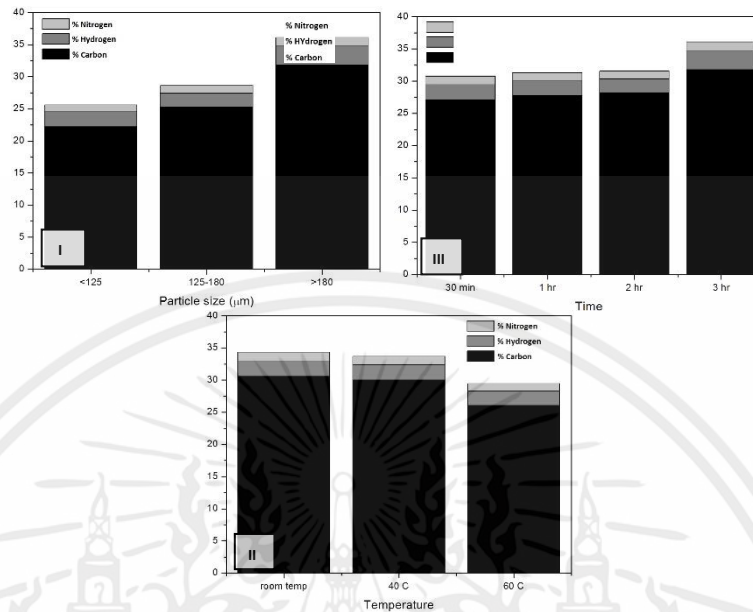 % Nitrogen
% Hydrogen
% Carbon
% Nitrogen
% HYdrogen
% Carbon
40
35
30
25
20
15
10
5
0
I
<125
125-180
>180
Particle size (µm)
40
35
30
25
20
15
10
5
0
III
30 min
1 hr
2 hr
3 hr
Time
% Nitrogen
% Hydrogen
% Carbon
40
35
30
25
20
15
10
5
0
II
room temp
40 C
60 C
Temperature